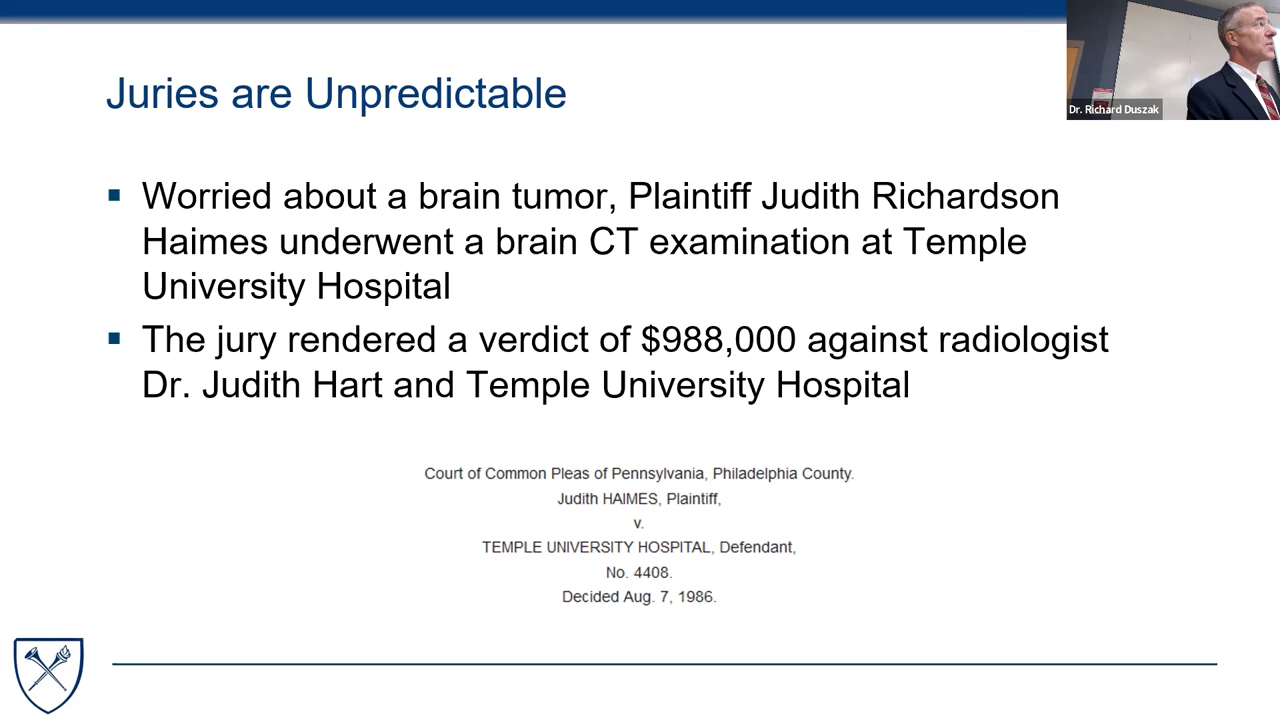 Juries are Unpredictable
Dr. Richard Duszak
▪ Worried about a brain tumor, Plaintiff Judith Richardson
Haimes underwent a brain CT examination at Temple
University Hospital
▪ The jury rendered a verdict of $988,000 against radiologist
Dr. Judith Hart and Temple University Hospital
Court of Common Pleas of Pennsylvania, Philadelphia County.
Judith HAIMES, Plaintiff,
v.
TEMPLE UNIVERSITY HOSPITAL, Defendant,
No. 4408.
Decided Aug. 7, 1986.